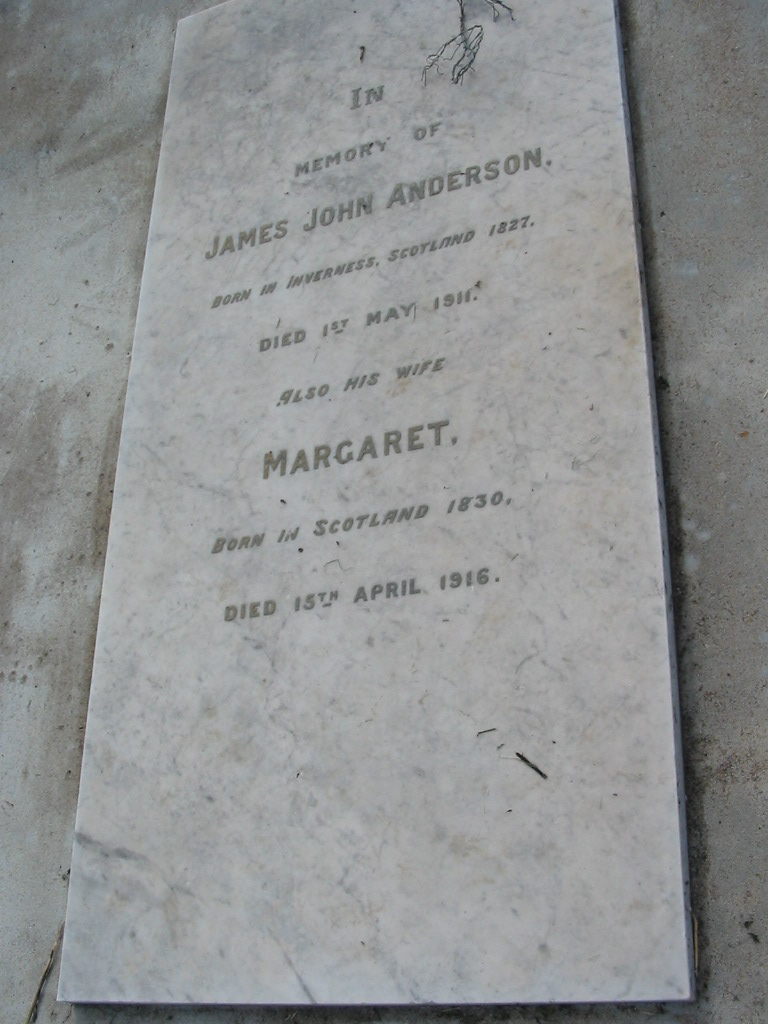 IN
MEMORY OF
JAMES JOHN ANDERSON.
BORN IN INVERNESS, SCOTLAND 1827.
DIED 1ST MAY 1911.
ALSO HIS WIFE
MARGARET,
BORN IN SCOTLAND 1830,
DIED 15TH APRIL 1916.